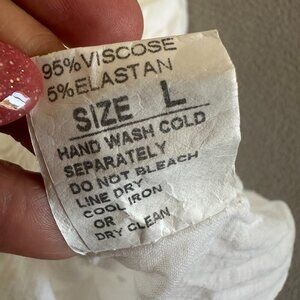 95% VISCOSE
5% ELASTAN
SIZE L
HAND WASH COLD
SEPARATELY
DO NOT BLEACH
LINE DRY
COOL IRON
OR
DRY CLEAN